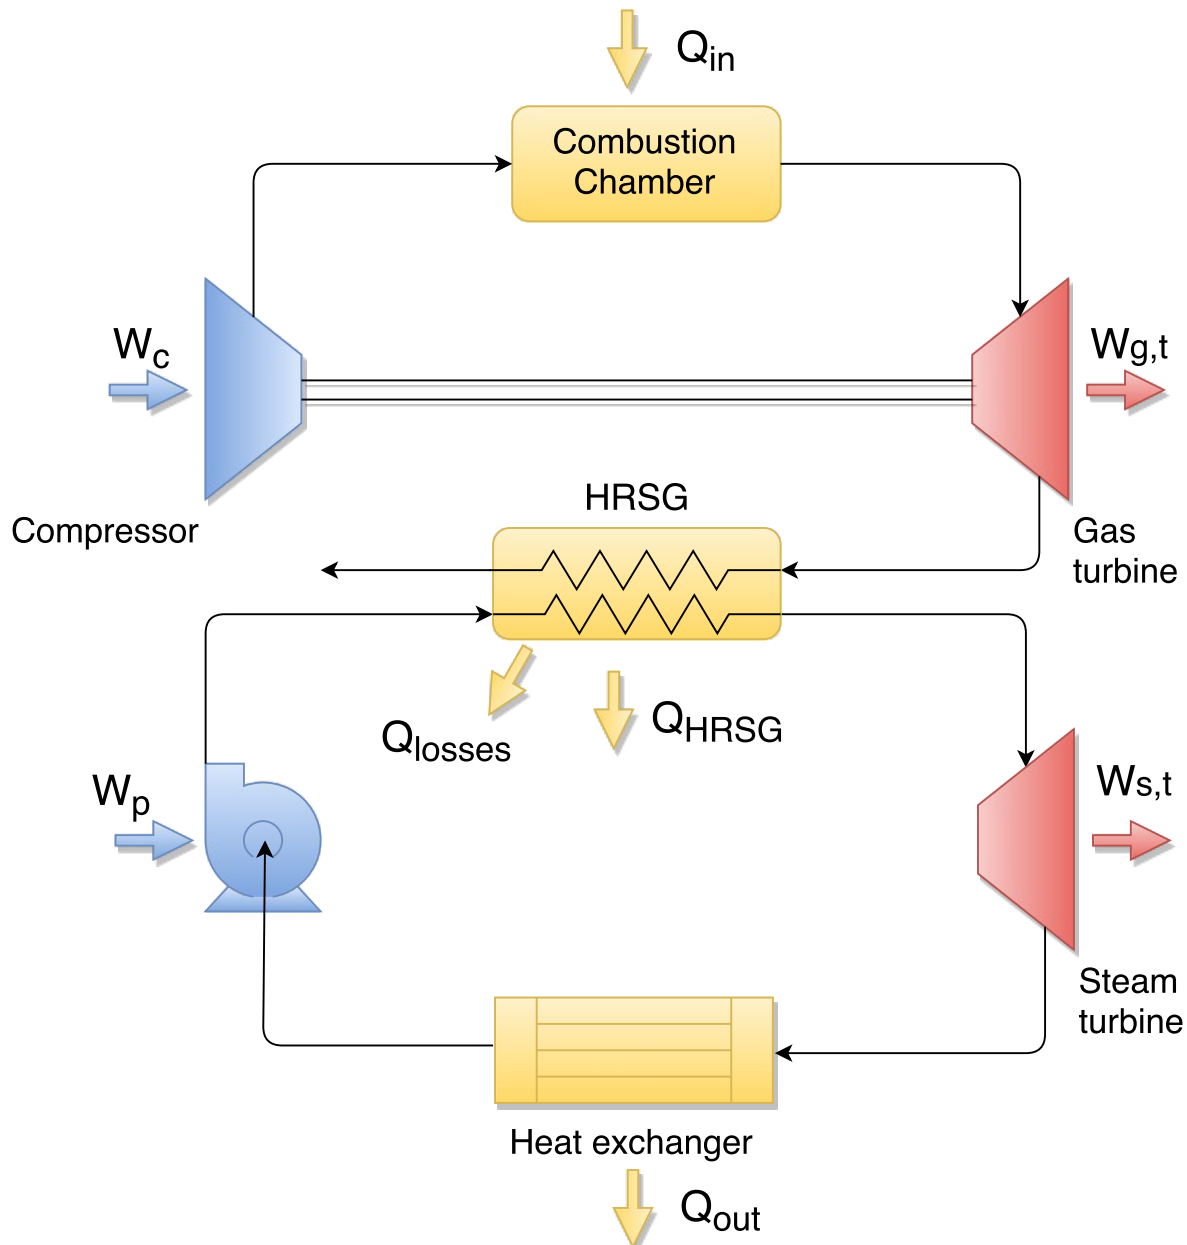 Qin
Combustion
Chamber
Wc
Wg,t
HRSG
Compressor
Gas
turbine
Qlosses
QHRSG
Wp
Ws,t
Steam
turbine
Heat exchanger
Qout